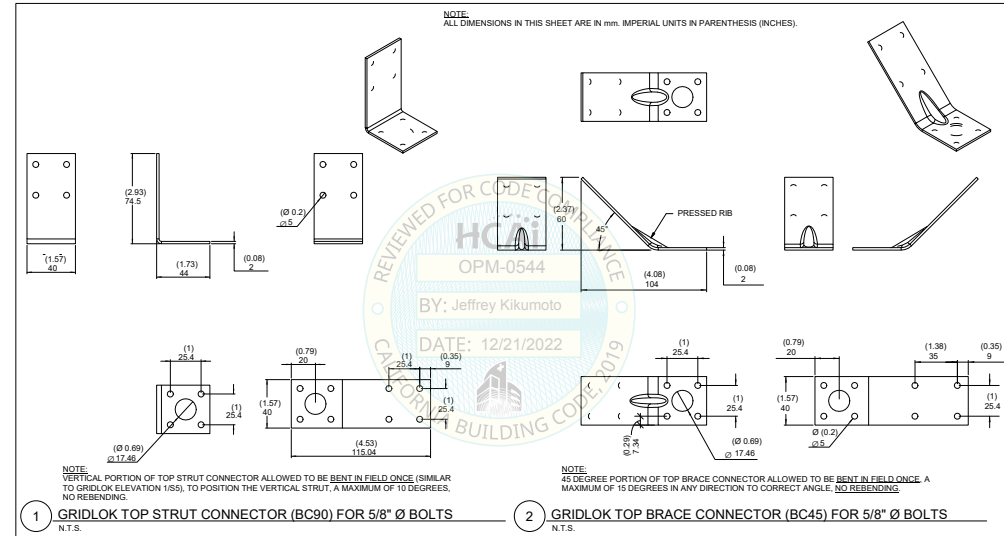 NOTE:
ALL DIMENSIONS IN THIS SHEET ARE IN mm. IMPERIAL UNITS IN PARENTHESIS (INCHES).
(2.93)
74.5
(Ø 0.2)
Ø 5
(1.57)
40
(1.73)
44
(0.08)
2
(2.37)
60
45°
PRESSED RIB
(4.08)
104
(0.08)
2
REVIEWED FOR CODE COMPLIANCE
HCAi
OPM-0544
BY: Jeffrey Kikumoto
DATE: 12/21/2022
CALIFORNIA BUILDING CODE, 2019
(1)
25.4
(1)
25.4
(Ø 0.69)
Ø 17.46
(0.79)
20
(1)
25.4
(0.35)
9
(1.57)
40
(1)
25.4
(4.53)
115.04
(1)
25.4
(1.57)
40
(1)
25.4
(0.29)
7.34
(Ø 0.69)
Ø 17.46
(0.79)
20
(1.38)
35
(0.35)
9
(1.57)
40
(1)
25.4
Ø (0.2)
Ø 5
NOTE:
VERTICAL PORTION OF TOP STRUT CONNECTOR ALLOWED TO BE BENT IN FIELD ONCE (SIMILAR
TO GRIDLOK ELEVATION 1/S5), TO POSITION THE VERTICAL STRUT, A MAXIMUM OF 10 DEGREES,
NO REBENDING.
1 GRIDLOK TOP STRUT CONNECTOR (BC90) FOR 5/8" Ø BOLTS
N.T.S.
NOTE:
45 DEGREE PORTION OF TOP BRACE CONNECTOR ALLOWED TO BE BENT IN FIELD ONCE, A
MAXIMUM OF 15 DEGREES IN ANY DIRECTION TO CORRECT ANGLE, NO REBENDING.
2 GRIDLOK TOP BRACE CONNECTOR (BC45) FOR 5/8" Ø BOLTS
N.T.S.